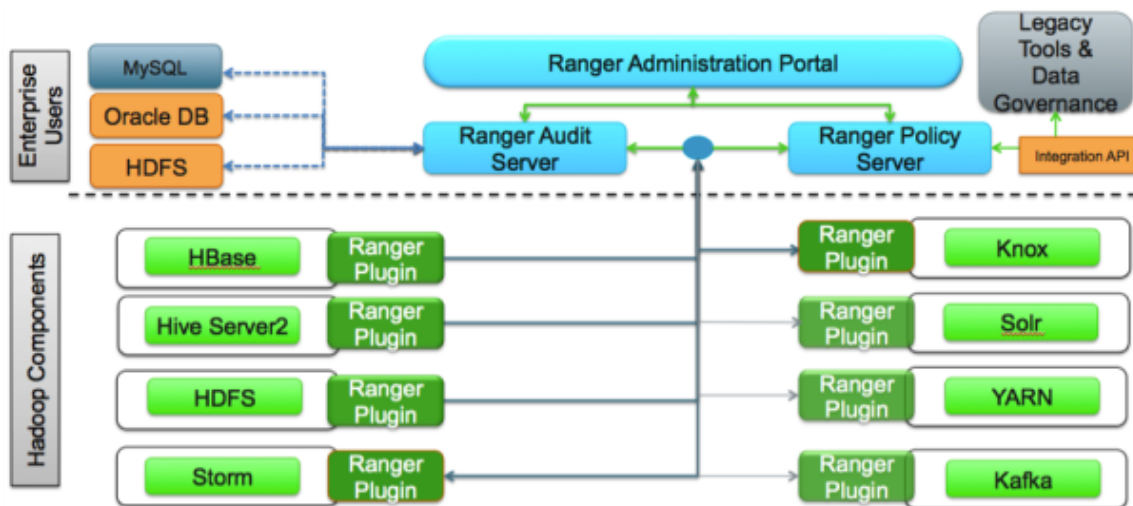 Enterprise
Users
MySQL
Oracle DB
HDFS
Ranger Administration Portal
Legacy
Tools &
Data
Governance
Ranger Audit
Server
Ranger Policy
Server
Integration API
Hadoop Components
HBase
Ranger
Plugin
Ranger
Plugin
Knox
Hive Server2
Ranger
Plugin
Ranger
Plugin
Solr
HDFS
Ranger
Plugin
Ranger
Plugin
YARN
Storm
Ranger
Plugin
Ranger
Plugin
Kafka